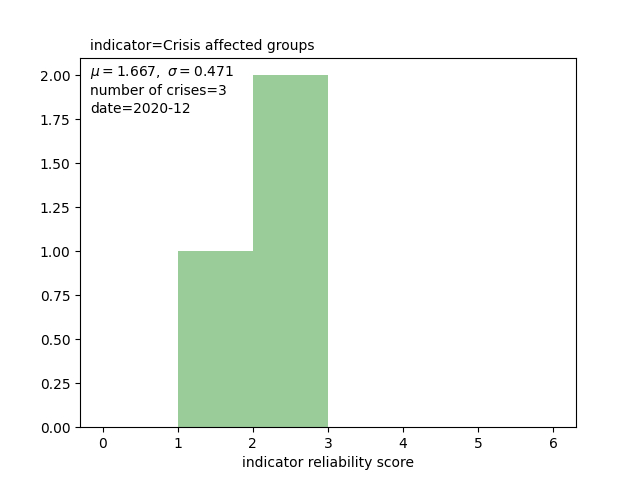 indicator=Crisis affected groups
μ = 1.667, σ = 0.471
number of crises=3
date=2020-12
2.00
1.75
1.50
1.25
1.00
0.75
0.50
0.25
0.00
0 1 2 3 4 5 6
indicator reliability score